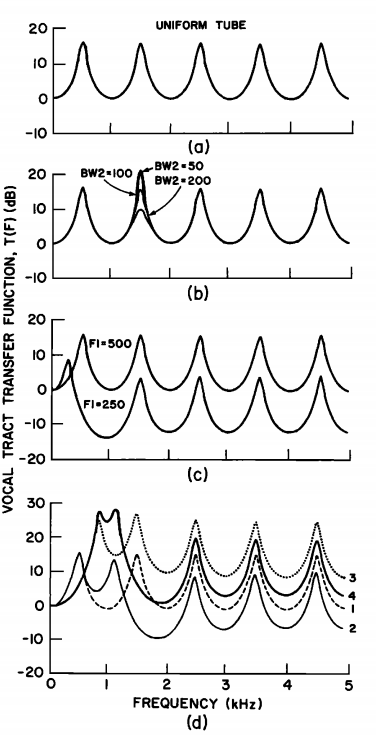 UNIFORM TUBE
20
10
0
-10
(a)
BW2=50
BW2=100
BW2=200
20
10
0
-10
(b)
20
10
0
-10
-20
F1=500
F1=250
(c)
30
20
10
0
-10
-20
3
4
1
2
0 1 2 3 4 5
FREQUENCY (kHz)
(d)
VOCAL TRACT TRANSFER FUNCTION, T(F) (dB)